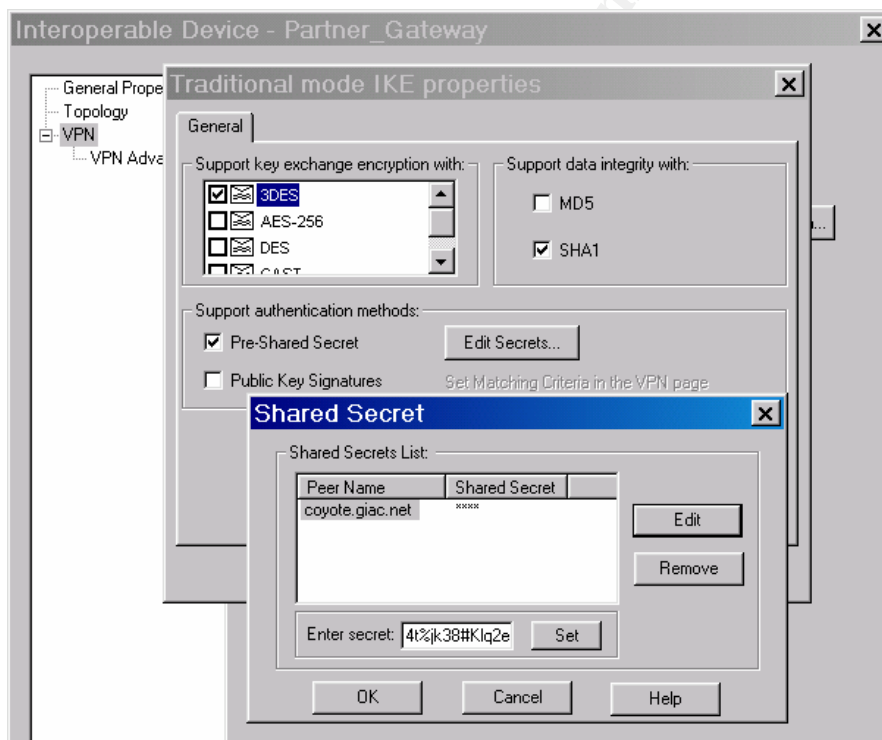 Interoperable Device - Partner_Gateway
General Prope
Topology
VPN
VPN Adva
Traditional mode IKE properties
General
Support key exchange encryption with:
3DES
AES-256
DES
CAST
Support data integrity with:
MD5
SHA1
...
Support authentication methods:
Pre-Shared Secret
Edit Secrets...
Public Key Signatures
Set Matching Criteria in the VPN page
Shared Secret
Shared Secrets List:
Peer Name Shared Secret
coyote.giac.net ****
Edit
Remove
Enter secret: 4t%jk38#Klq2e Set
OK Cancel Help